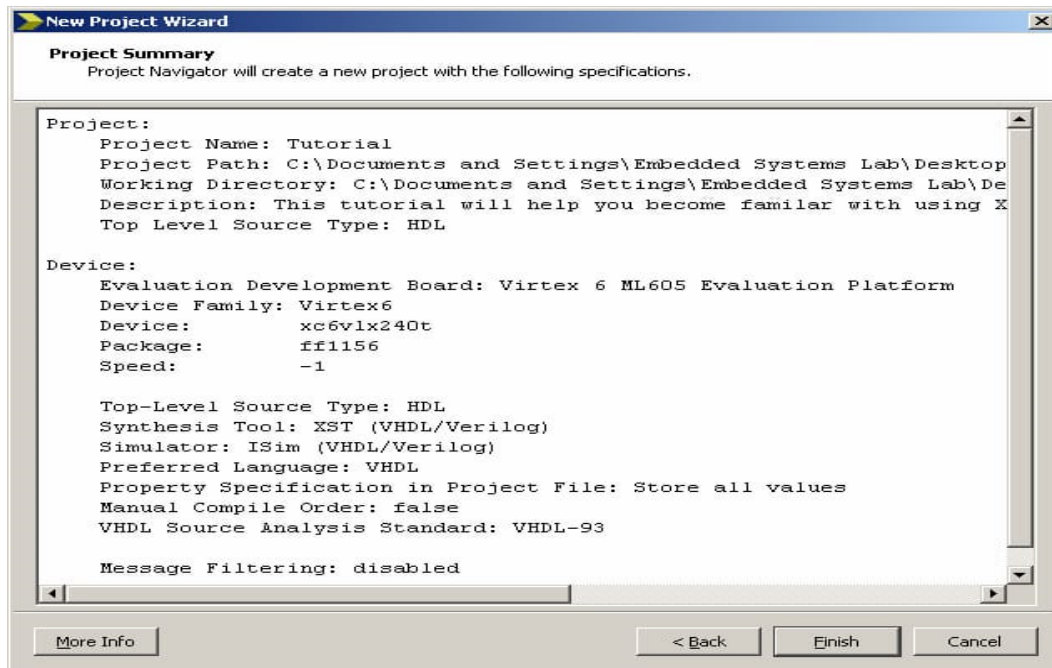 New Project Wizard
Project Summary
Project Navigator will create a new project with the following specifications.
Project:
Project Name: Tutorial
Project Path: C:\Documents and Settings\Embedded Systems Lab\Desktop
Working Directory: C:\Documents and Settings\Embedded Systems Lab\De
Description: This tutorial will help you become familar with using X
Top Level Source Type: HDL
Device:
Evaluation Development Board: Virtex 6 ML605 Evaluation Platform
Device Family: Virtex6
Device: xc6vlx240t
Package: ff1156
Speed: -1
Top-Level Source Type: HDL
Synthesis Tool: XST (VHDL/Verilog)
Simulator: ISim (VHDL/Verilog)
Preferred Language: VHDL
Property Specification in Project File: Store all values
Manual Compile Order: false
VHDL Source Analysis Standard: VHDL-93
Message Filtering: disabled
More Info < Back Finish Cancel